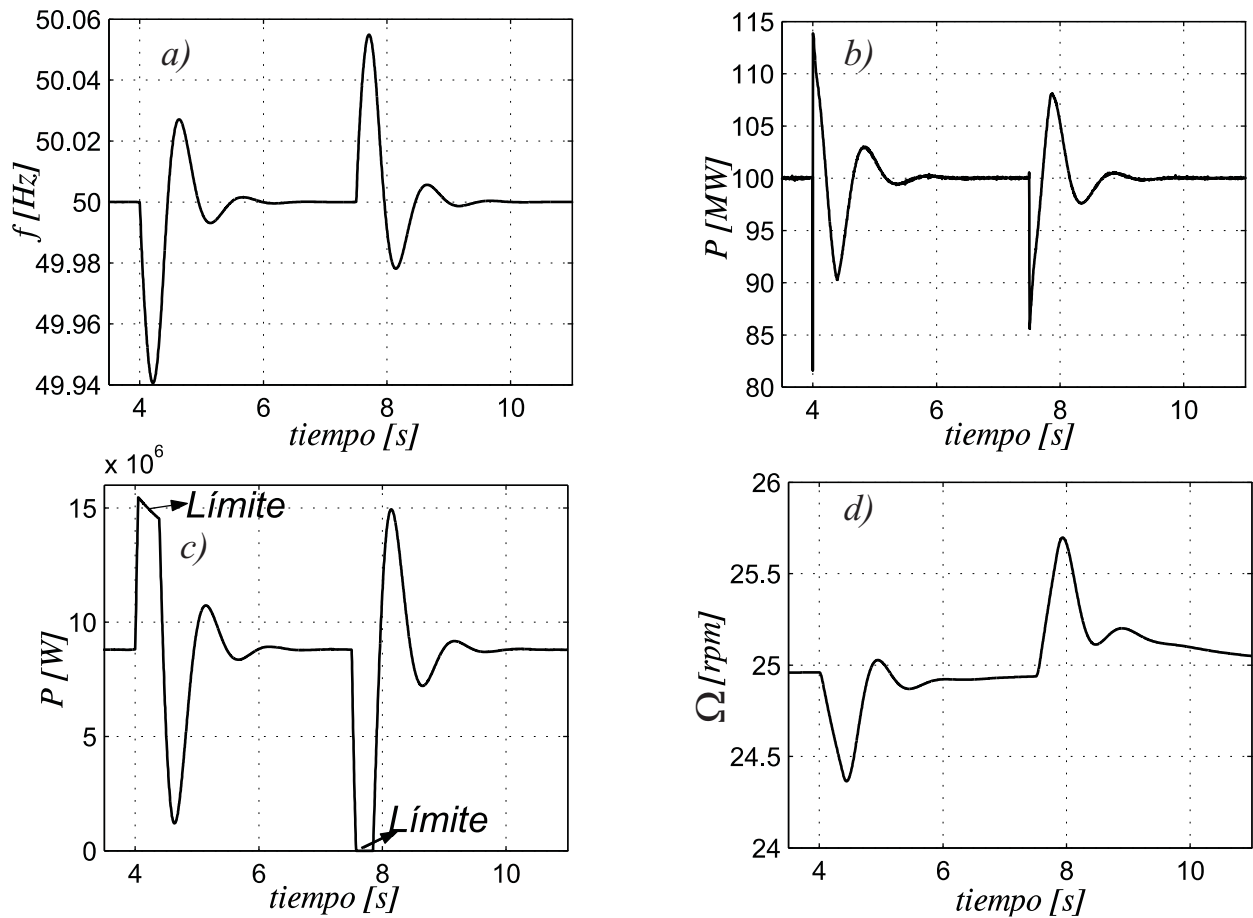 50.06
50.04
50.02
50
49.98
49.96
49.94
f [Hz]
a)
4
6
8
10
tiempo [s]
115
110
105
100
95
90
85
80
P [MW]
b)
4
6
8
10
tiempo [s]
x 10^6
15
10
5
0
P [W]
Límite
c)
Límite
4
6
8
10
tiempo [s]
26
25.5
25
24.5
24
Ω [rpm]
d)
4
6
8
10
tiempo [s]